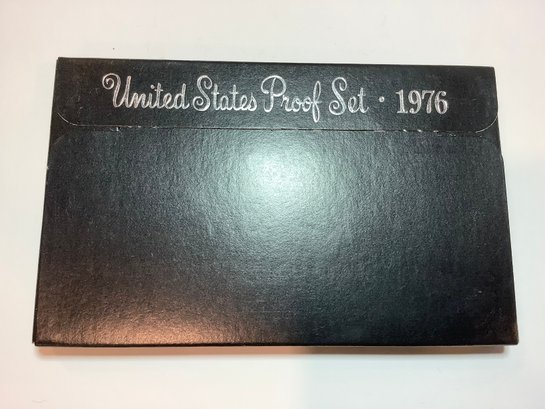 United States Proof Set · 1976